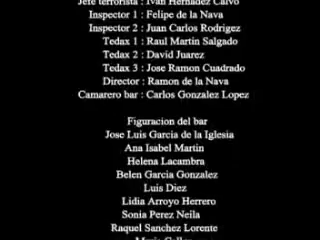 Jefe terrorista : Ivan Hernadez Calvo
Inspector 1 : Felipe de la Nava
Inspector 2 : Juan Carlos Rodrigez
Tedax 1 : Raul Martin Salgado
Tedax 2 : David Juarez
Tedax 3 : Jose Ramon Cuadrado
Director : Ramon de la Nava
Camarero bar : Carlos Gonzalez Lopez
Figuracion del bar
Jose Luis Garcia de la Iglesia
Ana Isabel Martin
Helena Lacambra
Belen Garcia Gonzalez
Luis Diez
Lidia Arroyo Herrero
Sonia Perez Neila
Raquel Sanchez Lorente